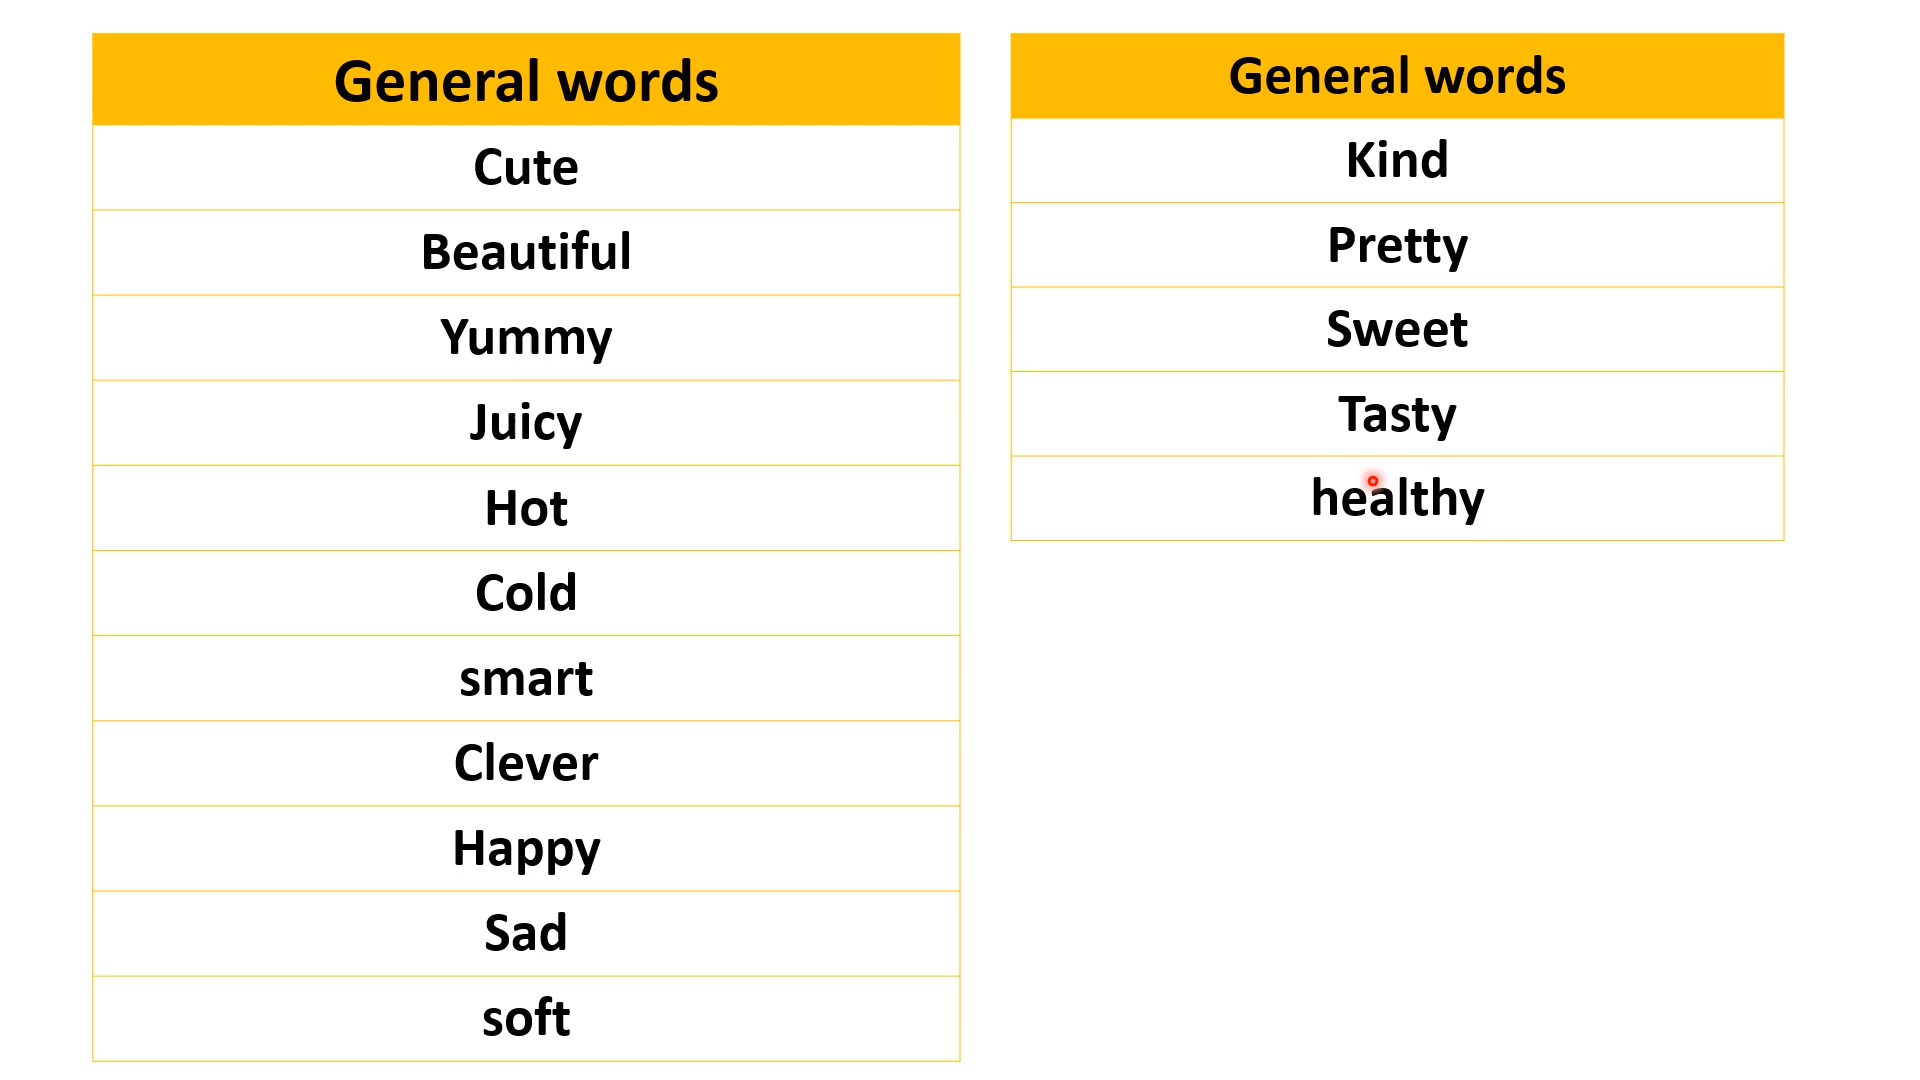 General words
Cute
Beautiful
Yummy
Juicy
Hot
Cold
smart
Clever
Happy
Sad
soft
General words
Kind
Pretty
Sweet
Tasty
healthy